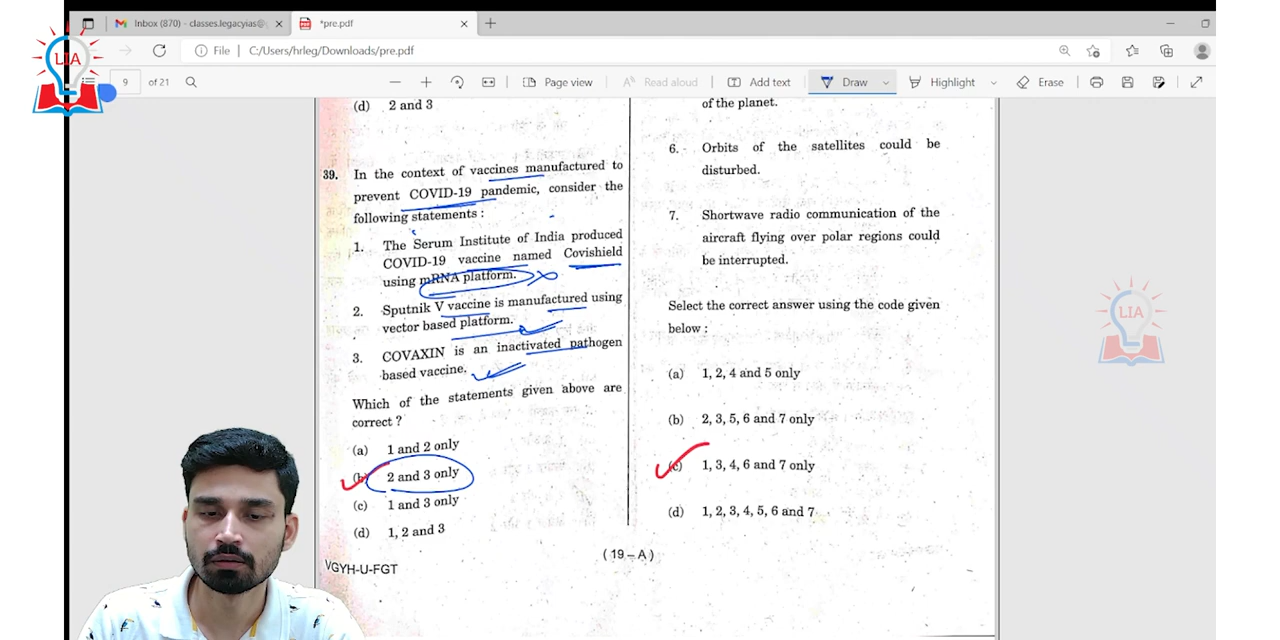 Inbox (870) - classes.legacyias@g
*pre.pdf
File
C:/Users/hrleg/Downloads/pre.pdf
LIA
9
of 21
Page view
Read aloud
Add text
Draw
Highlight
Erase
(d) 2 and 3
39. In the context of vaccines manufactured to
prevent COVID-19 pandemic, consider the
following statements :
1. The Serum Institute of India produced
COVID-19 vaccine named Covishield
using mRNA platform.
2. Sputnik V vaccine is manufactured using
vector based platform.
3. COVAXIN is an inactivated pathogen
based vaccine.
Which of the statements given above are
correct ?
(a) 1 and 2 only
(b) 2 and 3 only
(c) 1 and 3 only
(d) 1, 2 and 3
VGYH-U-FGT
of the planet.
6. Orbits of the satellites could be
disturbed.
7. Shortwave radio communication of the
aircraft flying over polar regions could
be interrupted.
Select the correct answer using the code given
below :
(a) 1, 2, 4 and 5 only
(b) 2, 3, 5, 6 and 7 only
(c) 1, 3, 4, 6 and 7 only
(d) 1, 2, 3, 4, 5, 6 and 7
( 19 – A )
LIA